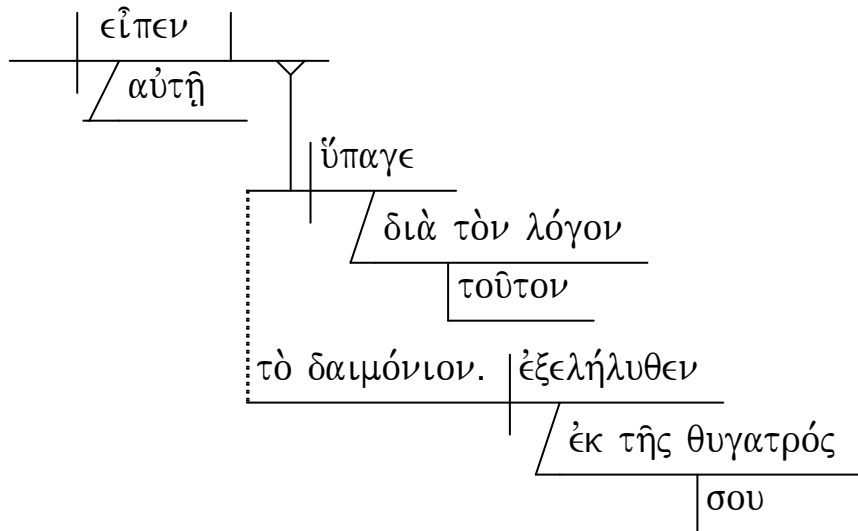 εἶπεν
αὐτῇ
ὕπαγε
διὰ τὸν λόγον
τοῦτον
τὸ δαιμόνιον. ἐξελήλυθεν
ἐκ τῆς θυγατρός
σου